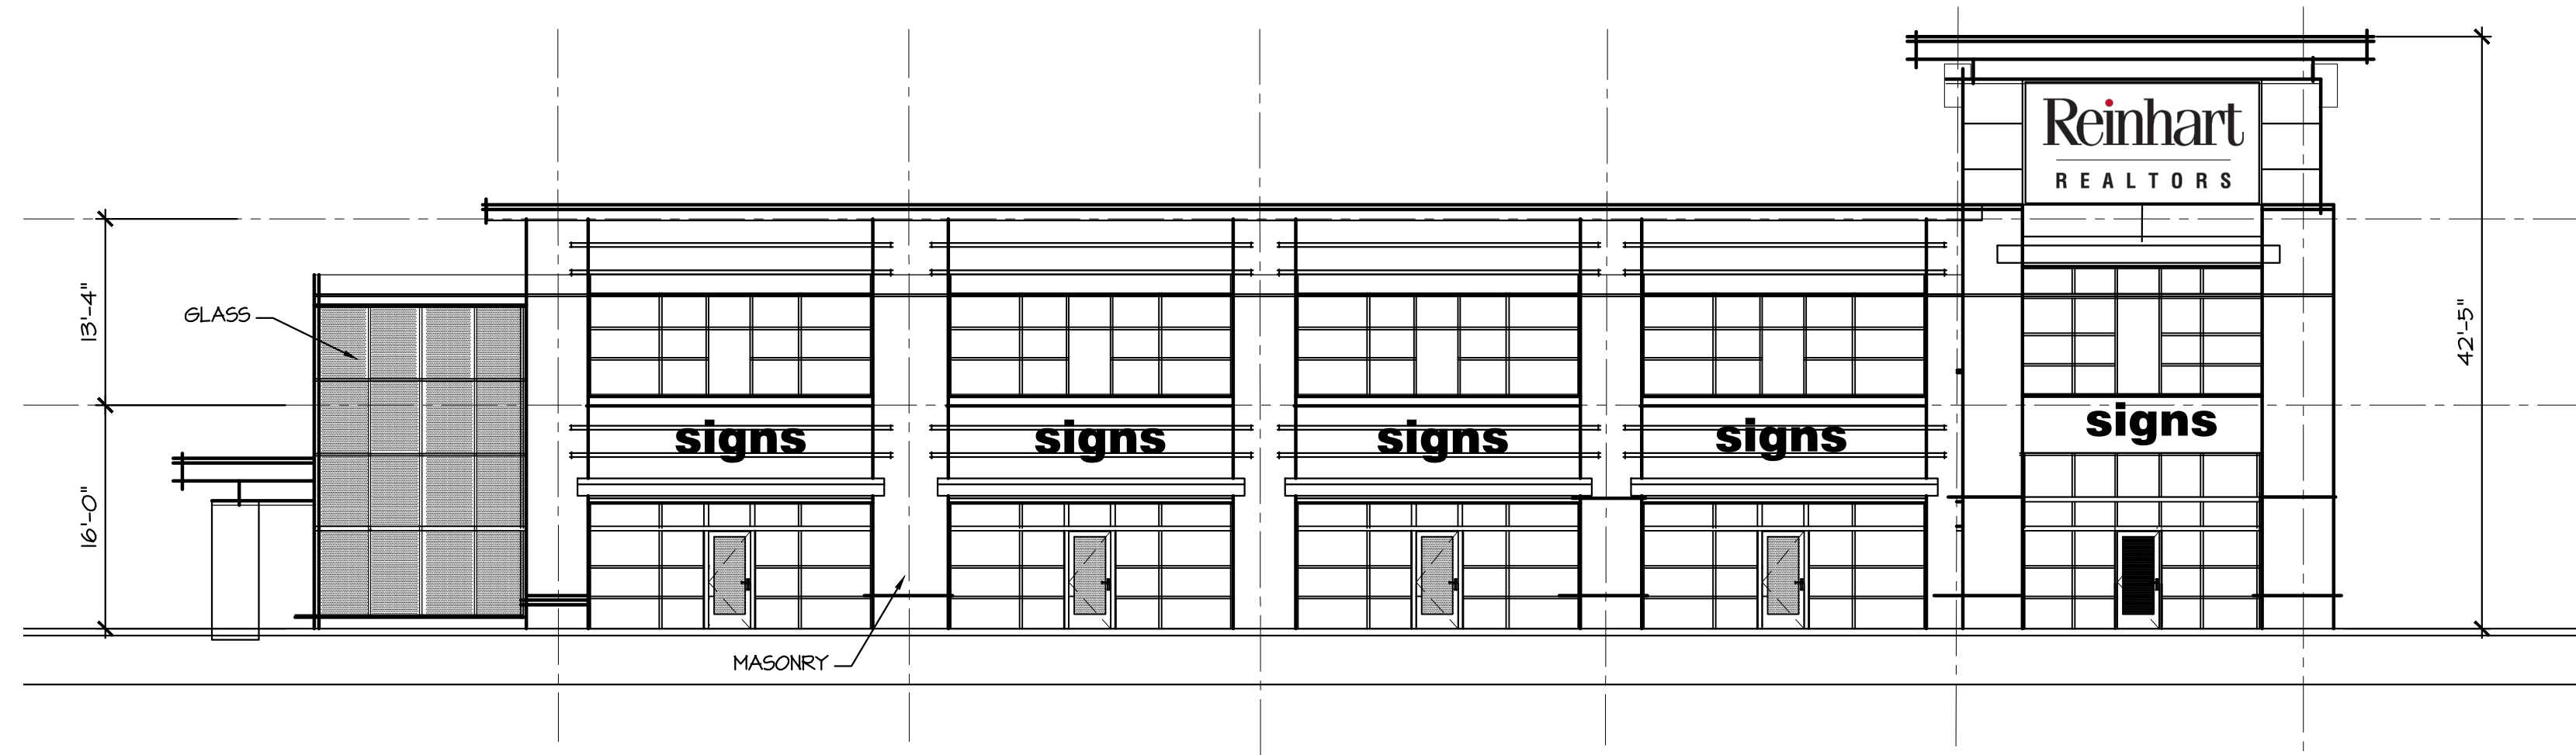 Reinhart
REALTORS
13'-4"
GLASS
42'-5"
signs
signs
signs
signs
signs
16'-0"
MASONRY